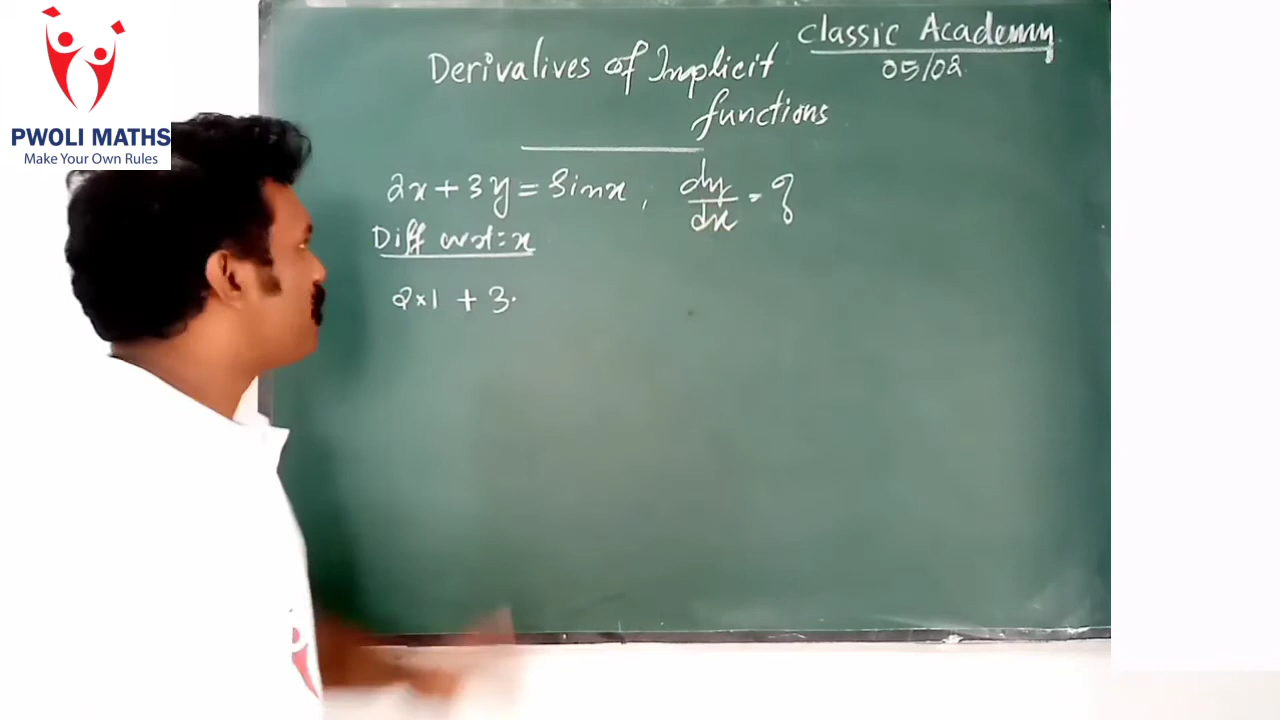 PWOLI MATHS
Make Your Own Rules
Classic Academy
05/02
Derivalives of Implicit
functions
2x + 3y = Sinx, dy/dx = ?
Diff wrt: x
2×1 + 3·